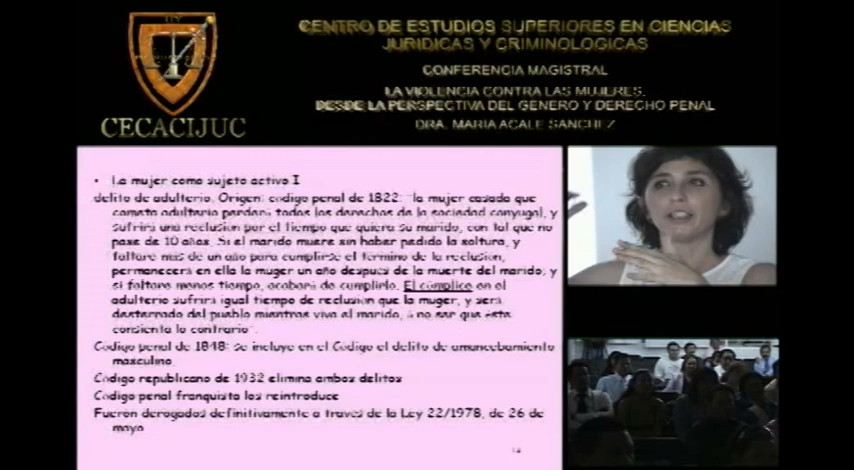 CENTRO DE ESTUDIOS SUPERIORES EN CIENCIAS
JURIDICAS Y CRIMINOLOGICAS
CONFERENCIA MAGISTRAL
LA VIOLENCIA CONTRA LAS MUJERES.
DESDE LA PERSPECTIVA DEL GENERO Y DERECHO PENAL
DRA. MARIA ACALE SANCHEZ
CECACIJUC
• La mujer como sujeto activo I
delito de adulterio. Origen: codigo penal de 1822: "la mujer casada que
cometa adulterio perderá todos los derechos de la sociedad conyugal, y
sufrirá una reclusion por el tiempo que quiera su marido, con tal que no
pase de 10 años. Si el marido muere sin haber pedido la soltura, y
faltare mas de un año para cumplirse el termino de la reclusion,
permanecerá en ella la muger un año despues de la muerte del marido; y
si faltare menos tiempo, acabará de cumplirlo. El cómplice en el
adulterio sufrirá igual tiempo de reclusion que la muger, y será
desterrado del pueblo mientras viva el marido, á no ser que éste
consienta lo contrario".
Código penal de 1848: se incluye en el Código el delito de amancebamiento
masculino.
Código republicano de 1932 elimina ambos delitos
Código penal franquista los reintroduce
Fueron derogados definitivamente a traves de la Ley 22/1978, de 26 de
mayo